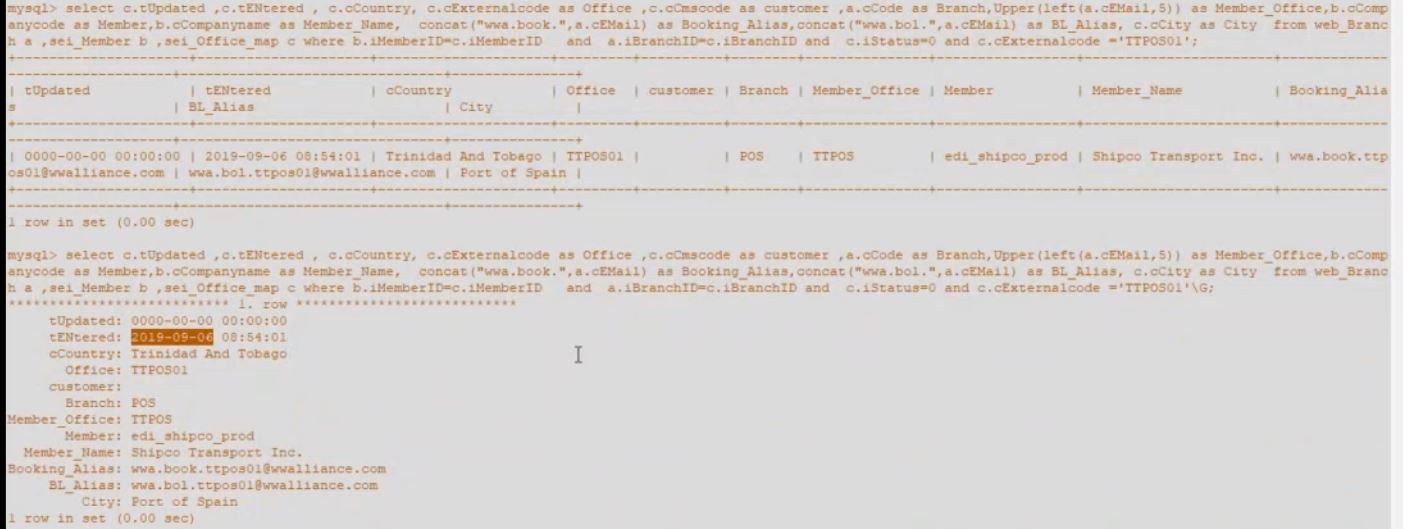 mysql> select c.tUpdated ,c.tENtered , c.cCountry, c.cExternalcode as Office ,c.cCmscode as customer ,a.cCode as Branch,Upper(left(a.cEMail,5)) as Member_Office,b.cComp
anycode as Member,b.cCompanyname as Member_Name,  concat("wwa.book.",a.cEMail) as Booking_Alias,concat("wwa.bol.",a.cEMail) as BL_Alias, c.cCity as City  from web_Branc
h a ,sei_Member b ,sei_Office_map c where b.iMemberID=c.iMemberID   and  a.iBranchID=c.iBranchID and  c.iStatus=0 and c.cExternalcode ='TTPOS01';
| tUpdated | tENtered | cCountry | Office | customer | Branch | Member_Office | Member | Member_Name | Booking_Alia
s | BL_Alias | City |
| 0000-00-00 00:00:00 | 2019-09-06 08:54:01 | Trinidad And Tobago | TTPOS01 | | POS | TTPOS | edi_shipco_prod | Shipco Transport Inc. | wwa.book.ttp
os01@wwalliance.com | wwa.bol.ttpos01@wwalliance.com | Port of Spain |
1 row in set (0.00 sec)
mysql> select c.tUpdated ,c.tENtered , c.cCountry, c.cExternalcode as Office ,c.cCmscode as customer ,a.cCode as Branch,Upper(left(a.cEMail,5)) as Member_Office,b.cComp
anycode as Member,b.cCompanyname as Member_Name,  concat("wwa.book.",a.cEMail) as Booking_Alias,concat("wwa.bol.",a.cEMail) as BL_Alias, c.cCity as City  from web_Branc
h a ,sei_Member b ,sei_Office_map c where b.iMemberID=c.iMemberID   and  a.iBranchID=c.iBranchID and  c.iStatus=0 and c.cExternalcode ='TTPOS01'\G;
*************************** 1. row ***************************
tUpdated: 0000-00-00 00:00:00
tENtered: 2019-09-06 08:54:01
cCountry: Trinidad And Tobago
Office: TTPOS01
customer:
Branch: POS
Member_Office: TTPOS
Member: edi_shipco_prod
Member_Name: Shipco Transport Inc.
Booking_Alias: wwa.book.ttpos01@wwalliance.com
BL_Alias: wwa.bol.ttpos01@wwalliance.com
City: Port of Spain
1 row in set (0.00 sec)